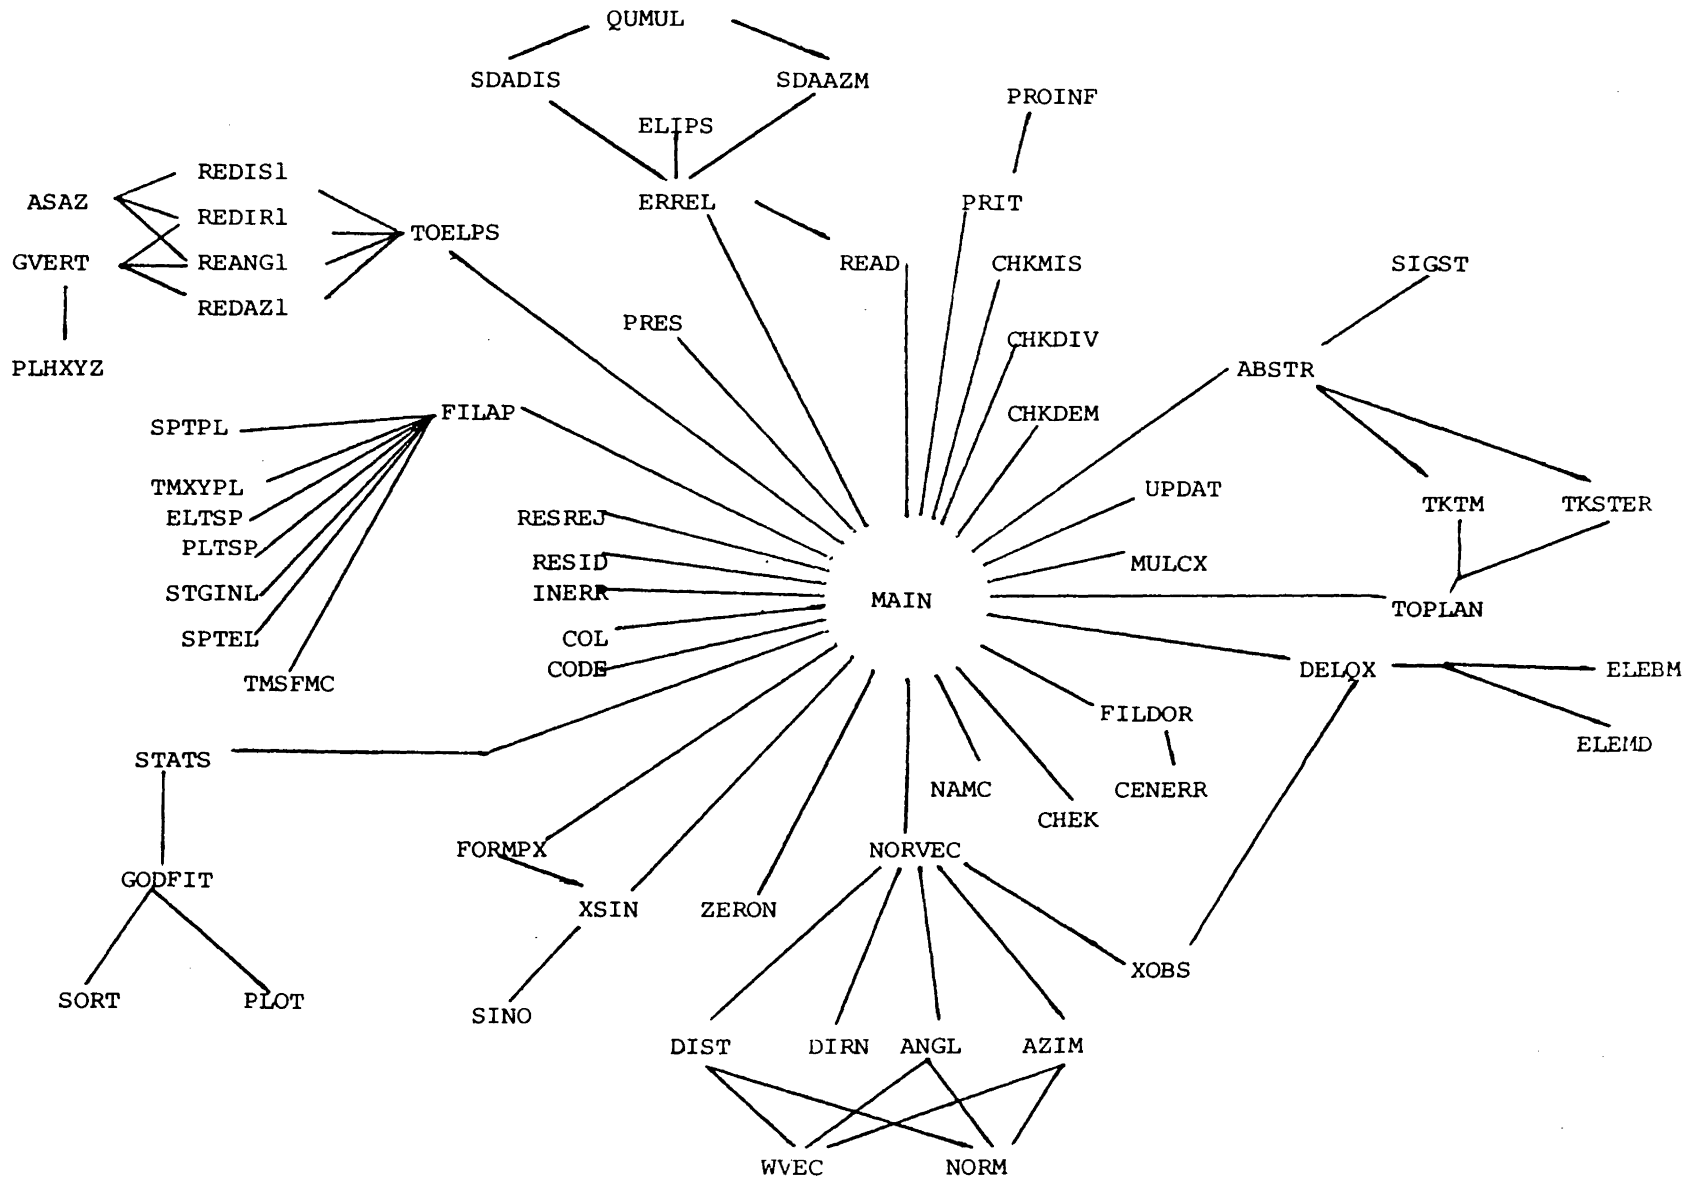 QUMUL
SDADIS
SDAAZM
PROINF
ELIPS
REDIS1
ASAZ
ERREL
PRIT
REDIR1
TOELPS
GVERT
REANG1
READ
CHKMIS
SIGST
REDAZ1
PRES
CHKDIV
PLHXYZ
ABSTR
FILAP
CHKDEM
SPTPL
TMXYPL
UPDAT
TKTM
TKSTER
ELTSP
RESREJ
PLTSP
RESID
MULCX
STGINL
INERR
MAIN
TOPLAN
SPTEL
COL
CODE
DELQX
ELEBM
TMSFMC
FILDOR
ELEMD
STATS
NAMC
CENERR
CHEK
FORMPX
NORVEC
GODFIT
XSIN
ZERON
XOBS
SORT
PLOT
SINO
DIST
DIRN
ANGL
AZIM
WVEC
NORM